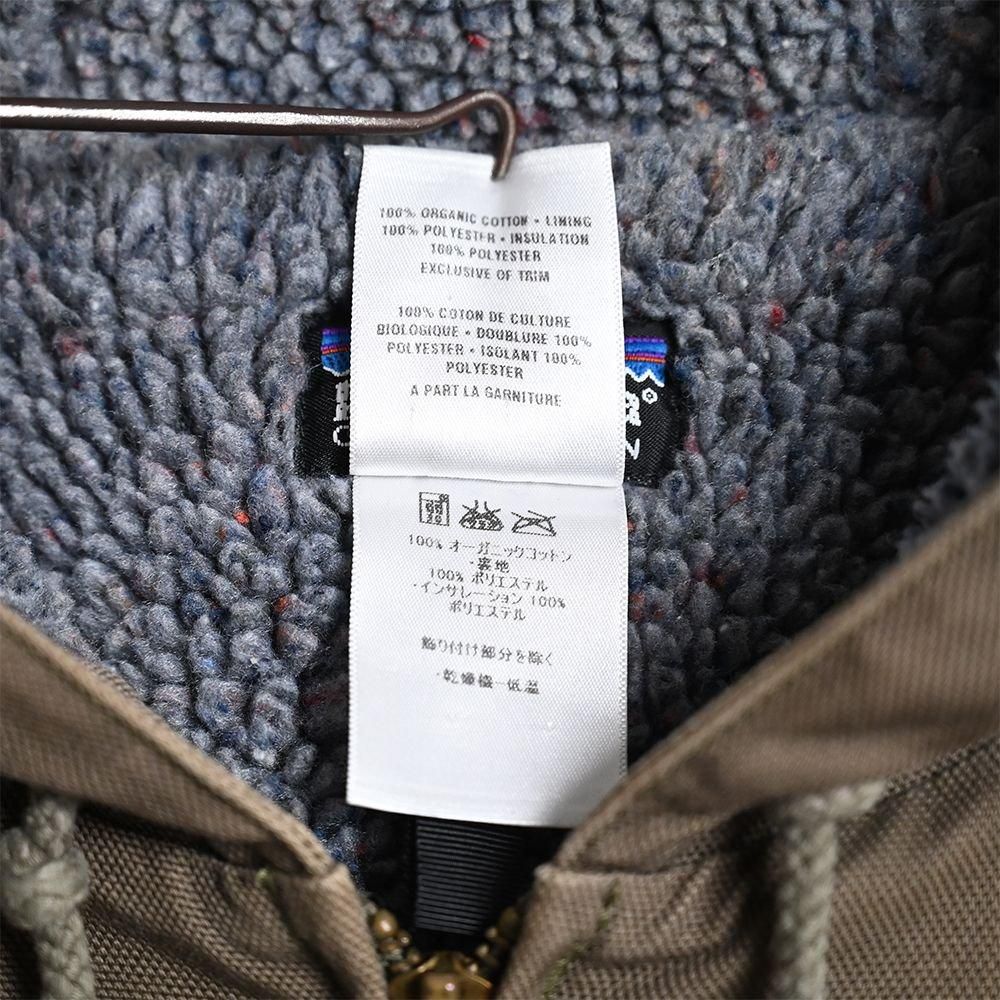 100% ORGANIC COTTON • LINING
100% POLYESTER • INSULATION
100% POLYESTER
EXCLUSIVE OF TRIM
100% COTON DE CULTURE
BIOLOGIQUE • DOUBLURE 100%
POLYESTER • ISOLANT 100%
POLYESTER
A PART LA GARNITURE
100% オーガニックコットン
・裏地
100% ポリエステル
・インサレーション 100%
ポリエステル
飾り付け部分を除く
・乾燥機－低温